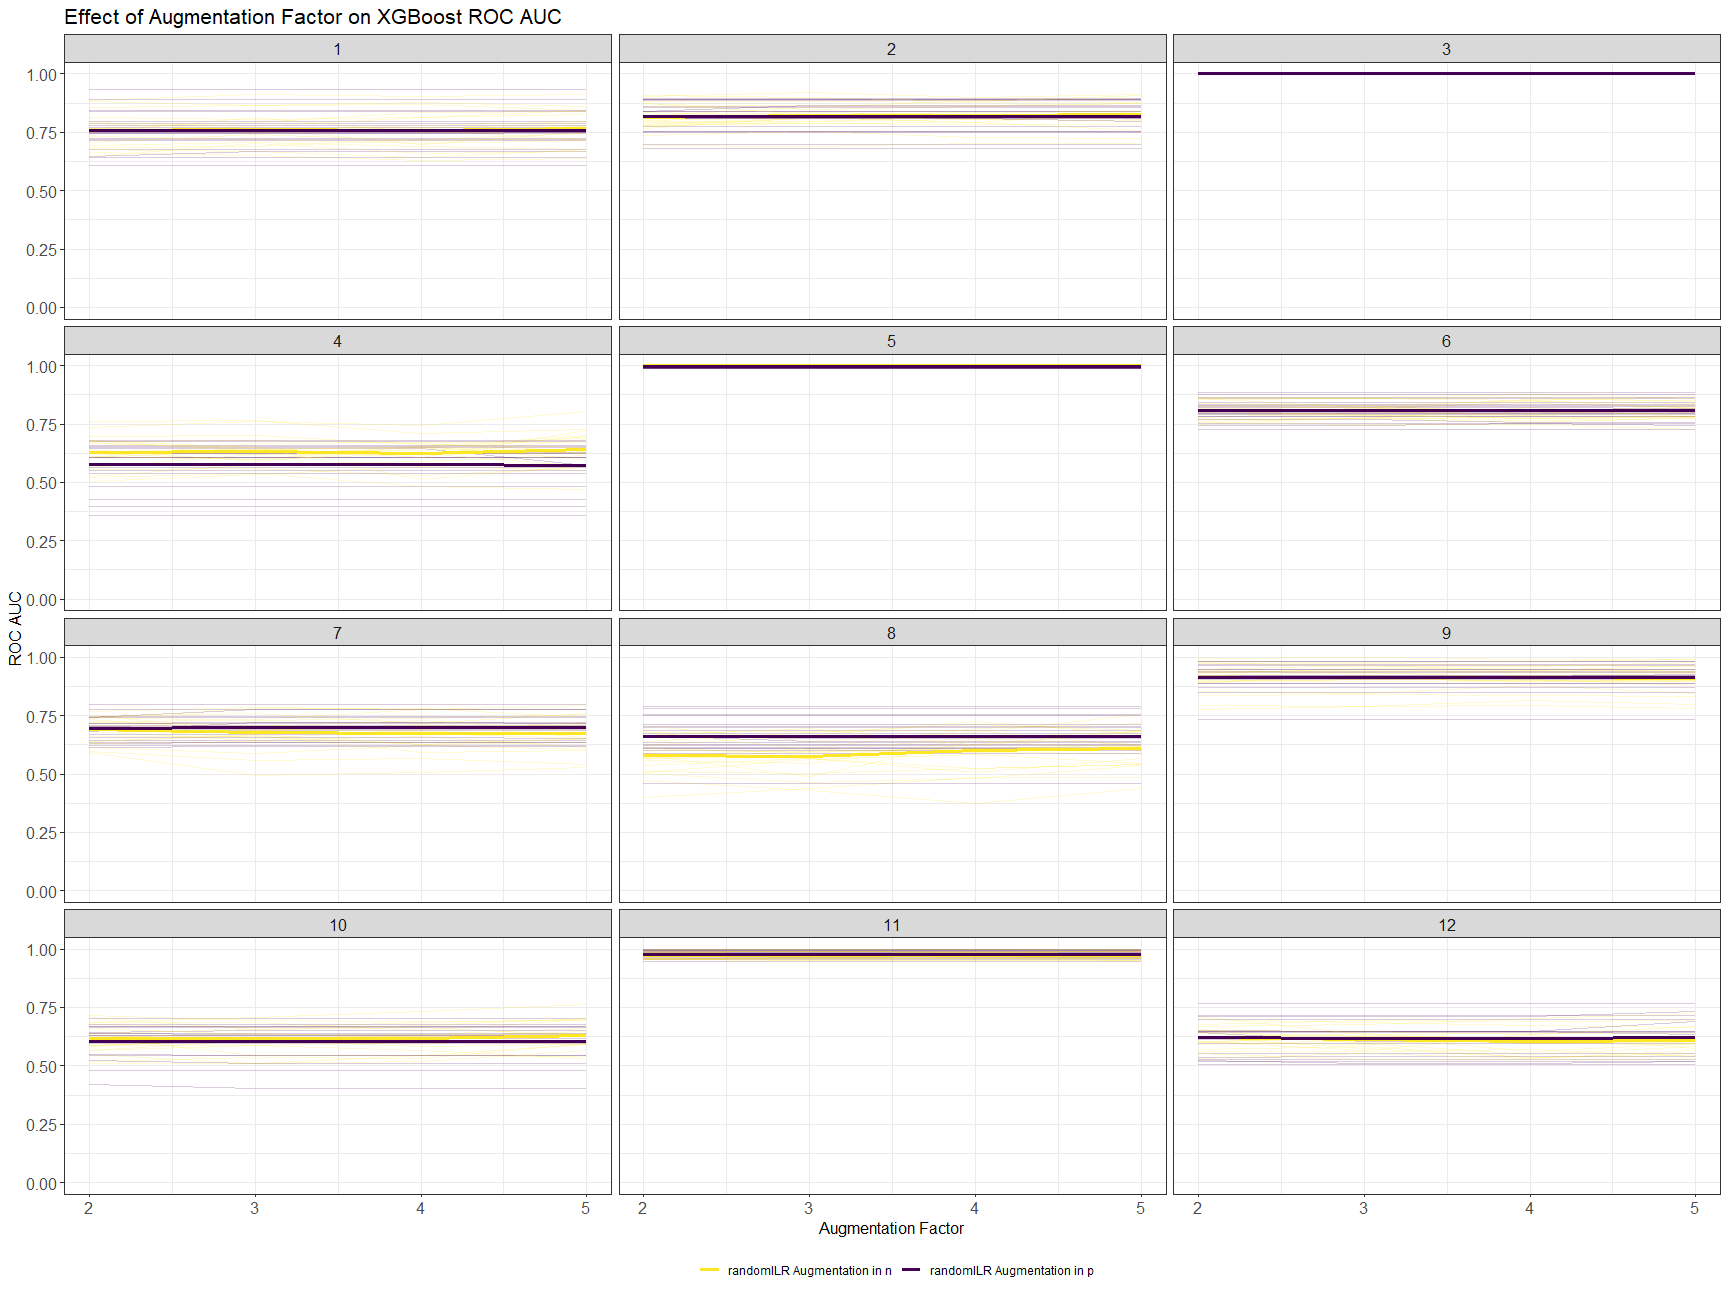 Effect of Augmentation Factor on XGBoost ROC AUC
1 2 3
1.00
0.75
0.50
0.25
0.00
4 5 6
1.00
0.75
0.50
0.25
0.00
ROC AUC
7 8 9
1.00
0.75
0.50
0.25
0.00
10 11 12
1.00
0.75
0.50
0.25
0.00
2 3 4 5 2 3 4 5 2 3 4 5
Augmentation Factor
randomILR Augmentation in n randomILR Augmentation in p